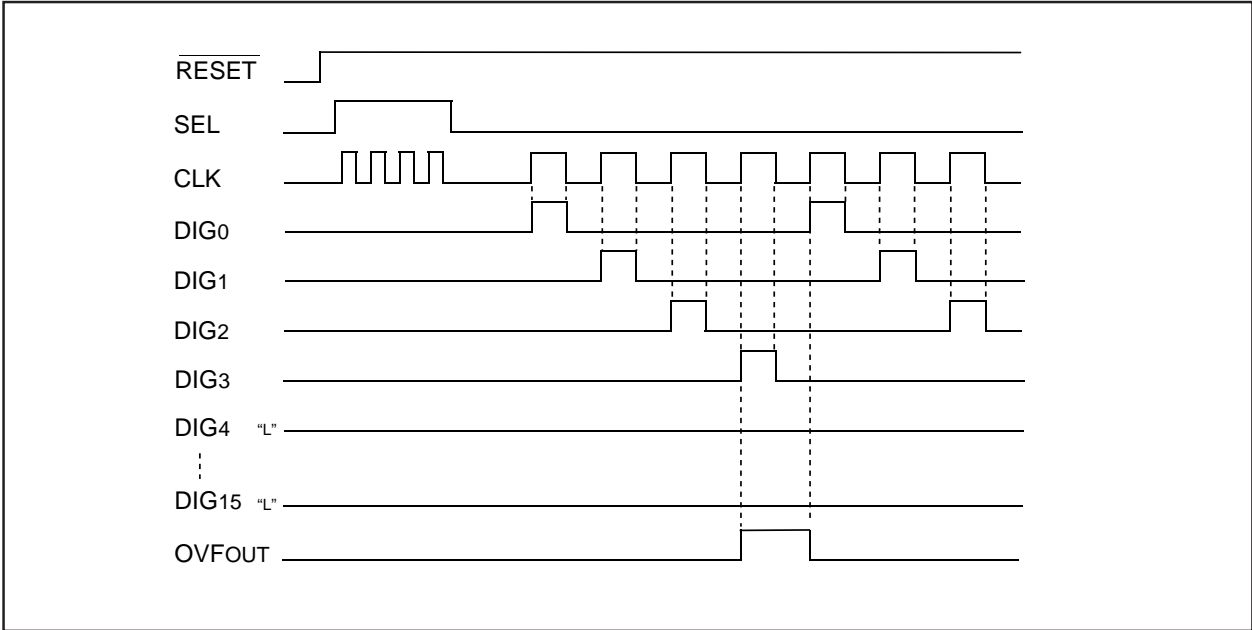 RESET
SEL
CLK
DIG0
DIG1
DIG2
DIG3
DIG4 “L”
DIG15 “L”
OVFOUT